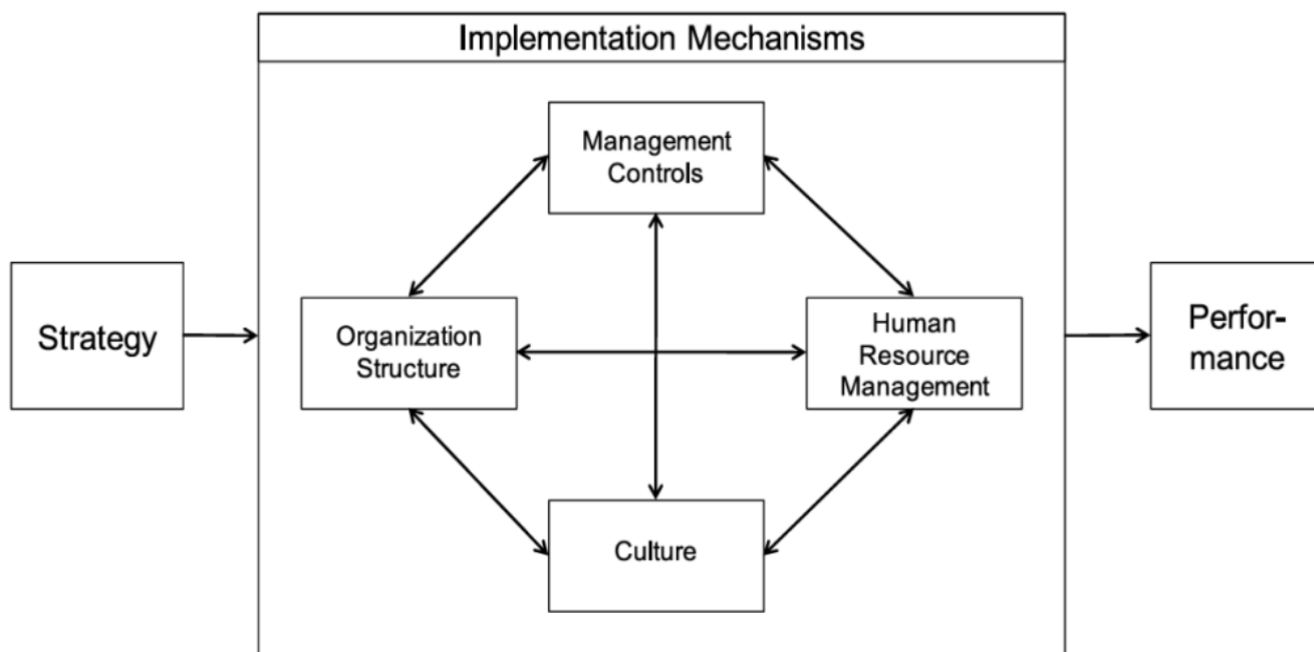 Implementation Mechanisms
Management
Controls
Strategy
Organization
Structure
Human
Resource
Management
Perfor-
mance
Culture